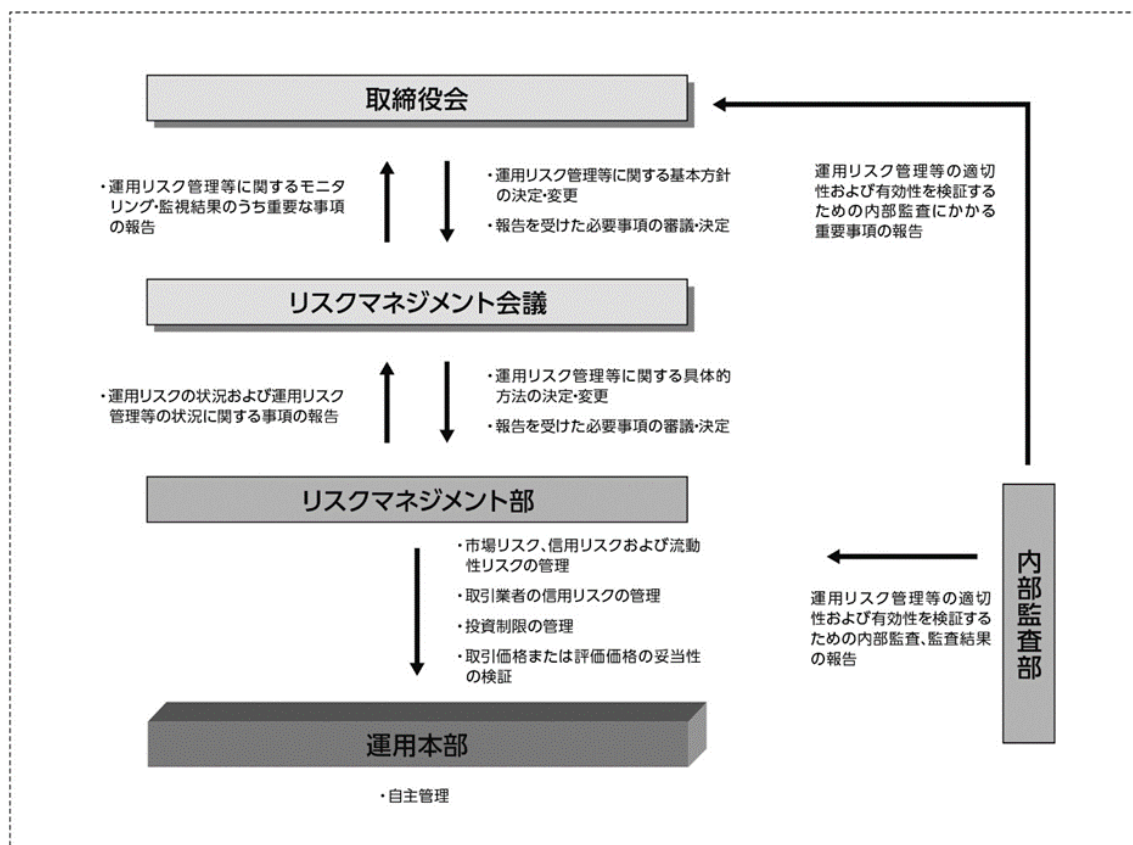 取締役会
・運用リスク管理等に関するモニタ
リング・監視結果のうち重要な事項
の報告
・運用リスク管理等に関する基本方針
の決定・変更
・報告を受けた必要事項の審議・決定
運用リスク管理等の適切
性および有効性を検証する
ための内部監査にかかる
重要事項の報告
リスクマネジメント会議
・運用リスクの状況および運用リスク
管理等の状況に関する事項の報告
・運用リスク管理等に関する具体的
方法の決定・変更
・報告を受けた必要事項の審議・決定
リスクマネジメント部
・市場リスク、信用リスクおよび流動
性リスクの管理
・取引業者の信用リスクの管理
・投資制限の管理
・取引価格または評価価格の妥当性
の検証
運用リスク管理等の適切
性および有効性を検証する
ための内部監査、監査結果
の報告
内部監査部
運用本部
・自主管理